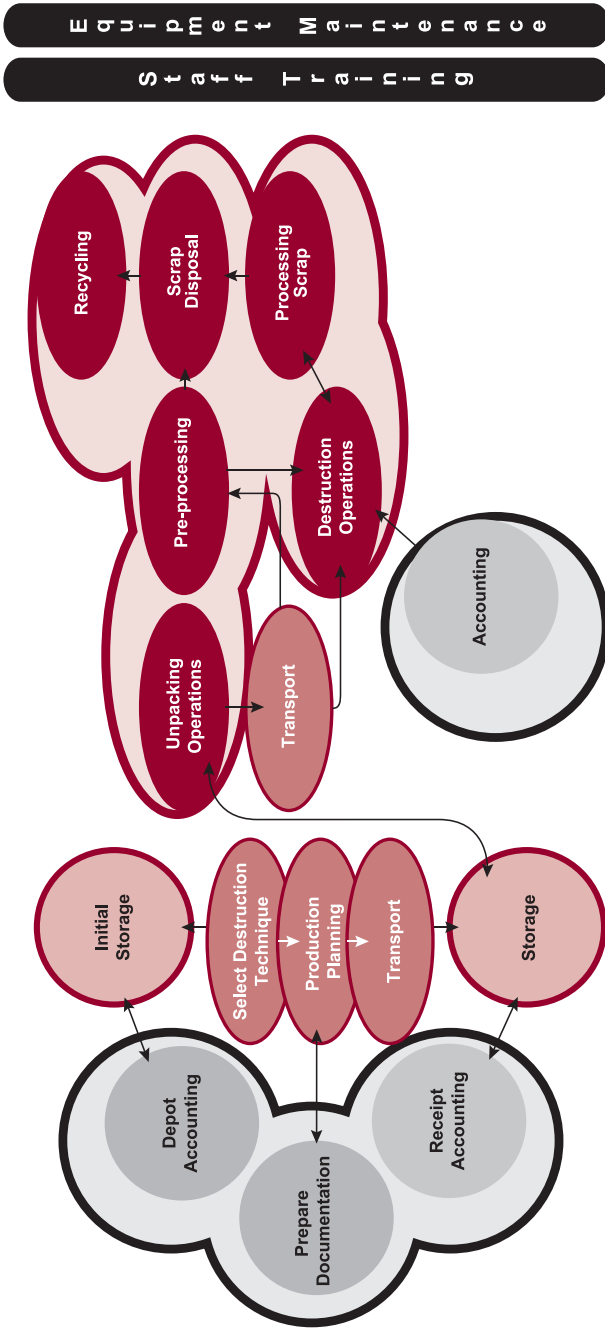 Depot
Accounting
Prepare
Documentation
Receipt
Accounting
Initial
Storage
Select Destruction
Technique
Production
Planning
Transport
Storage
Unpacking
Operations
Transport
Accounting
Pre-processing
Destruction
Operations
Recycling
Scrap
Disposal
Processing
Scrap
Staff Training
Equipment Maintenance